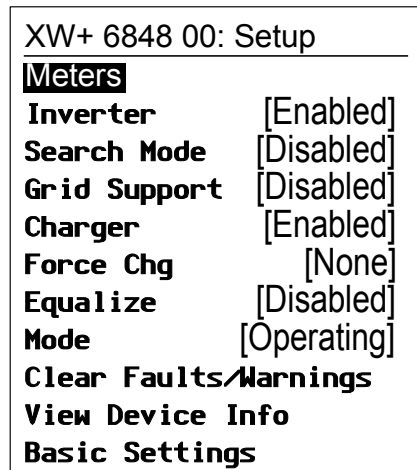 XW+ 6848 00: Setup
Meters
Inverter [Enabled]
Search Mode [Disabled]
Grid Support [Disabled]
Charger [Enabled]
Force Chg [None]
Equalize [Disabled]
Mode [Operating]
Clear Faults/Warnings
View Device Info
Basic Settings